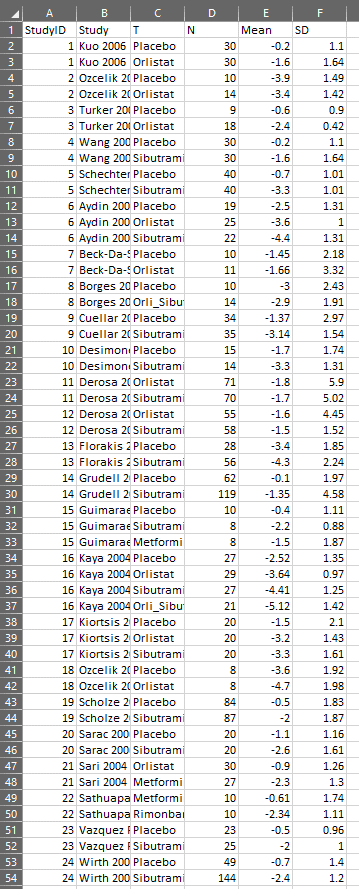 A B C D E F
1 StudyID Study T N Mean SD
2 1 Kuo 2006 Placebo 30 -0.2 1.1
3 1 Kuo 2006 Orlistat 30 -1.6 1.64
4 2 Ozcelik 20 Placebo 10 -3.9 1.49
5 2 Ozcelik 20 Orlistat 14 -3.4 1.42
6 3 Turker 200 Placebo 9 -0.6 0.9
7 3 Turker 200 Orlistat 18 -2.4 0.42
8 4 Wang 200 Placebo 30 -0.2 1.1
9 4 Wang 200 Sibutrami 30 -1.6 1.64
10 5 Schechter Placebo 40 -0.7 1.01
11 5 Schechter Sibutrami 40 -3.3 1.01
12 6 Aydin 200 Placebo 19 -2.5 1.31
13 6 Aydin 200 Orlistat 25 -3.6 1
14 6 Aydin 200 Sibutrami 22 -4.4 1.31
15 7 Beck-Da-S Placebo 10 -1.45 2.18
16 7 Beck-Da-S Orlistat 11 -1.66 3.32
17 8 Borges 20 Placebo 10 -3 2.43
18 8 Borges 20 Orli_Sibu 14 -2.9 1.91
19 9 Cuellar 20 Placebo 34 -1.37 2.97
20 9 Cuellar 20 Sibutrami 35 -3.14 1.54
21 10 Desimon Placebo 15 -1.7 1.74
22 10 Desimon Sibutrami 14 -3.3 1.31
23 11 Derosa 20 Orlistat 71 -1.8 5.9
24 11 Derosa 20 Sibutrami 70 -1.7 5.02
25 12 Derosa 20 Orlistat 55 -1.6 4.45
26 12 Derosa 20 Sibutrami 58 -1.5 1.52
27 13 Florakis 2 Placebo 28 -3.4 1.85
28 13 Florakis 2 Sibutrami 56 -4.3 2.24
29 14 Grudell 2 Placebo 62 -0.1 1.97
30 14 Grudell 2 Sibutrami 119 -1.35 4.58
31 15 Guimarae Placebo 10 -0.4 1.11
32 15 Guimarae Sibutrami 8 -2.2 0.88
33 15 Guimarae Metformi 8 -1.5 1.87
34 16 Kaya 2004 Placebo 27 -2.52 1.35
35 16 Kaya 2004 Orlistat 29 -3.64 0.97
36 16 Kaya 2004 Sibutrami 27 -4.41 1.25
37 16 Kaya 2004 Orli_Sibu 21 -5.12 1.42
38 17 Kiortsis 2 Placebo 20 -1.5 2.1
39 17 Kiortsis 2 Orlistat 20 -3.2 1.43
40 17 Kiortsis 2 Sibutrami 20 -3.3 1.61
41 18 Ozcelik 20 Placebo 8 -3.6 1.92
42 18 Ozcelik 20 Orlistat 8 -4.7 1.98
43 19 Scholze 2 Placebo 84 -0.5 1.83
44 19 Scholze 2 Sibutrami 87 -2 1.87
45 20 Sarac 200 Placebo 20 -1.1 1.16
46 20 Sarac 200 Sibutrami 20 -2.6 1.61
47 21 Sari 2004 Orlistat 30 -0.9 1.26
48 21 Sari 2004 Metformi 27 -2.3 1.3
49 22 Sathuapa Metformi 10 -0.61 1.74
50 22 Sathuapa Rimonbar 10 -2.34 1.11
51 23 Vazquez Placebo 23 -0.5 0.96
52 23 Vazquez Sibutrami 25 -2 1
53 24 Wirth 200 Placebo 49 -0.7 1.4
54 24 Wirth 200 Sibutrami 144 -2.4 1.2